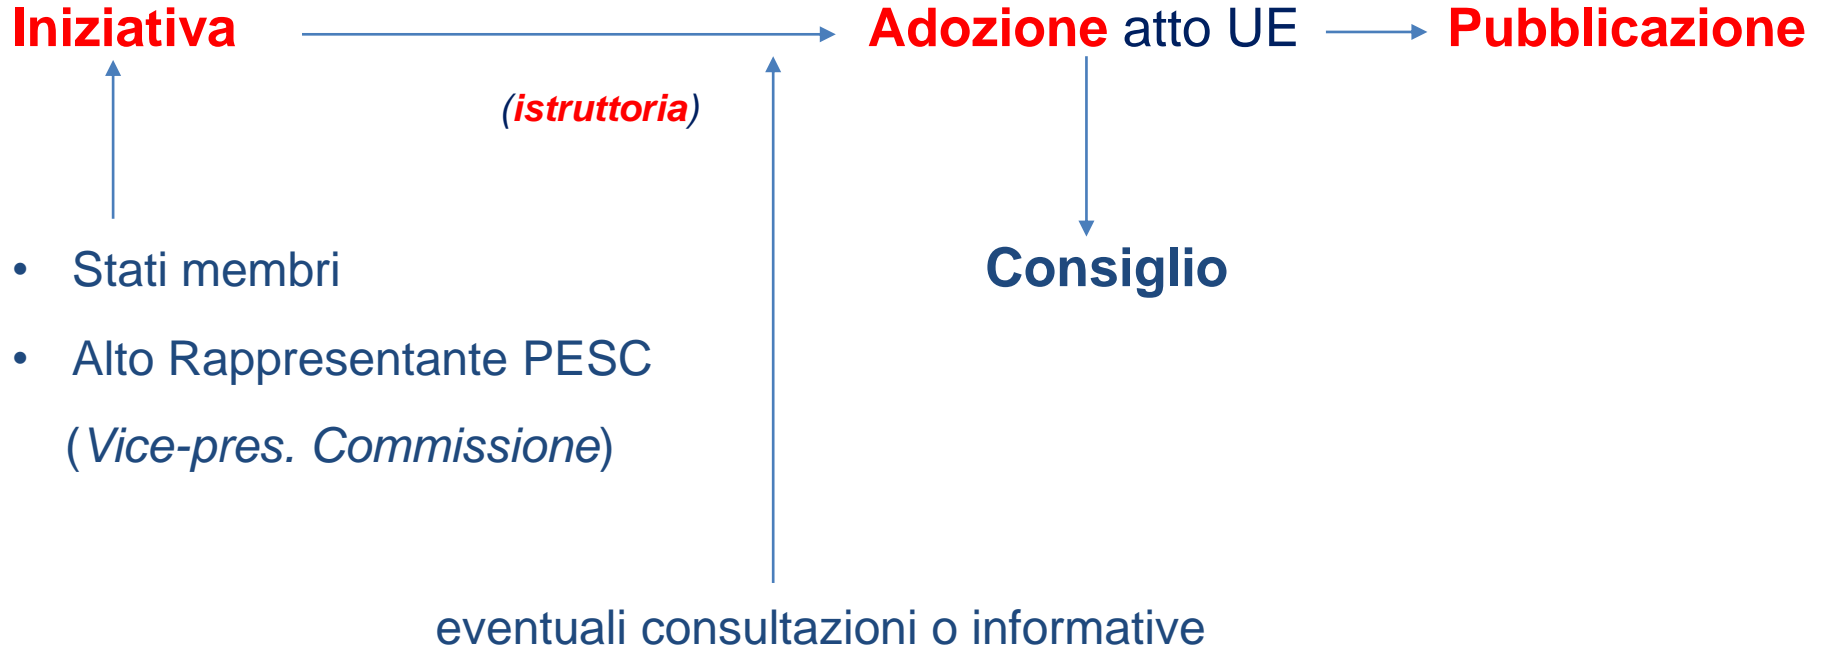 Iniziativa Adozione atto UE Pubblicazione
(istruttoria)
• Stati membri
Consiglio
• Alto Rappresentante PESC
(Vice-pres. Commissione)
eventuali consultazioni o informative